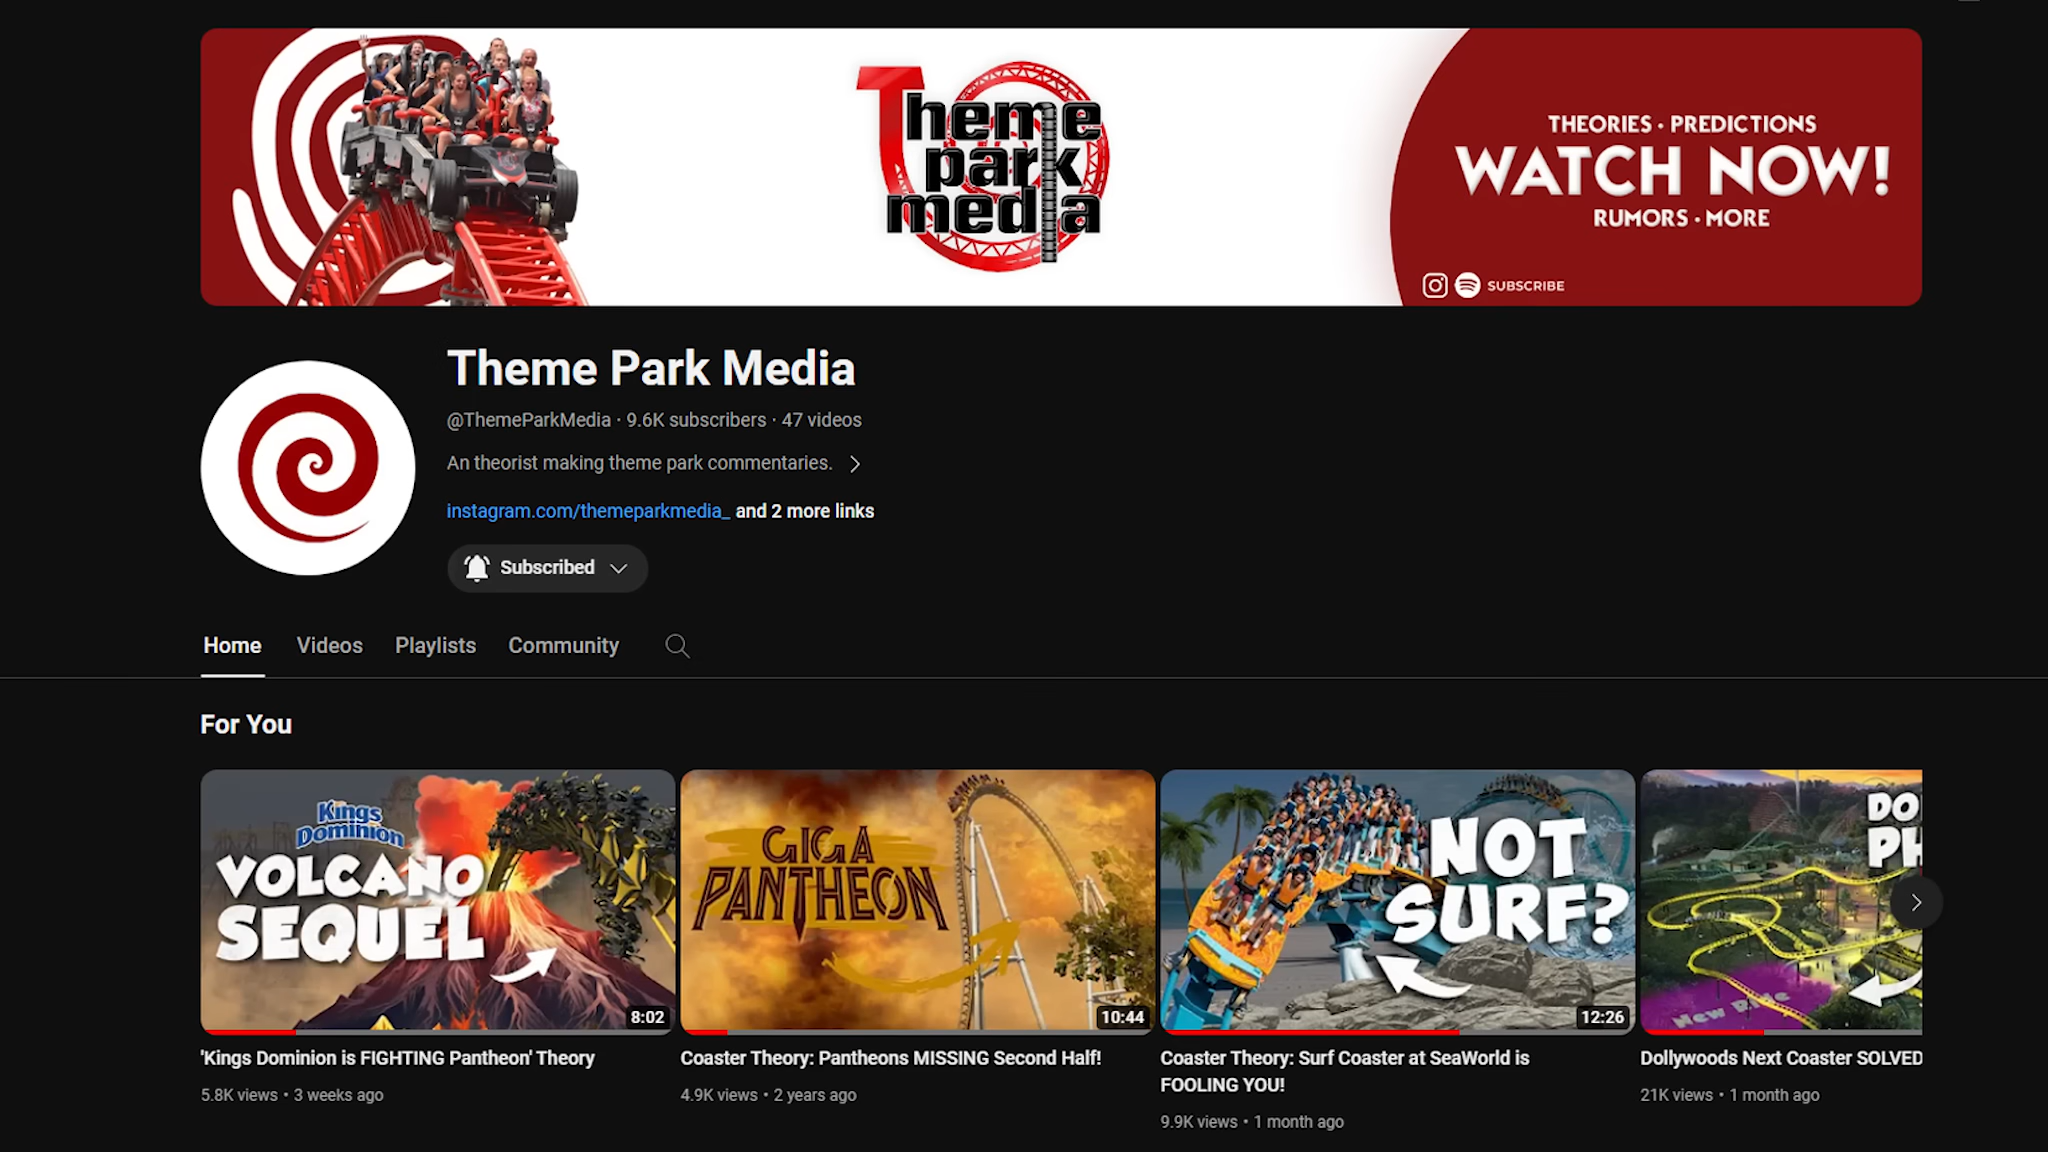 Theme
park
media
THEORIES • PREDICTIONS
WATCH NOW!
RUMORS • MORE
SUBSCRIBE
Theme Park Media
@ThemeParkMedia · 9.6K subscribers · 47 videos
An theorist making theme park commentaries.
instagram.com/themeparkmedia_ and 2 more links
Subscribed
Home Videos Playlists Community
For You
Kings
Dominion
VOLCANO
SEQUEL
8:02
GIGA
PANTHEON
10:44
NOT
SURF?
12:26
DO
PH
New Ride
'Kings Dominion is FIGHTING Pantheon' Theory
5.8K views • 3 weeks ago
Coaster Theory: Pantheons MISSING Second Half!
4.9K views • 2 years ago
Coaster Theory: Surf Coaster at SeaWorld is
FOOLING YOU!
9.9K views • 1 month ago
Dollywoods Next Coaster SOLVED
21K views • 1 month ago